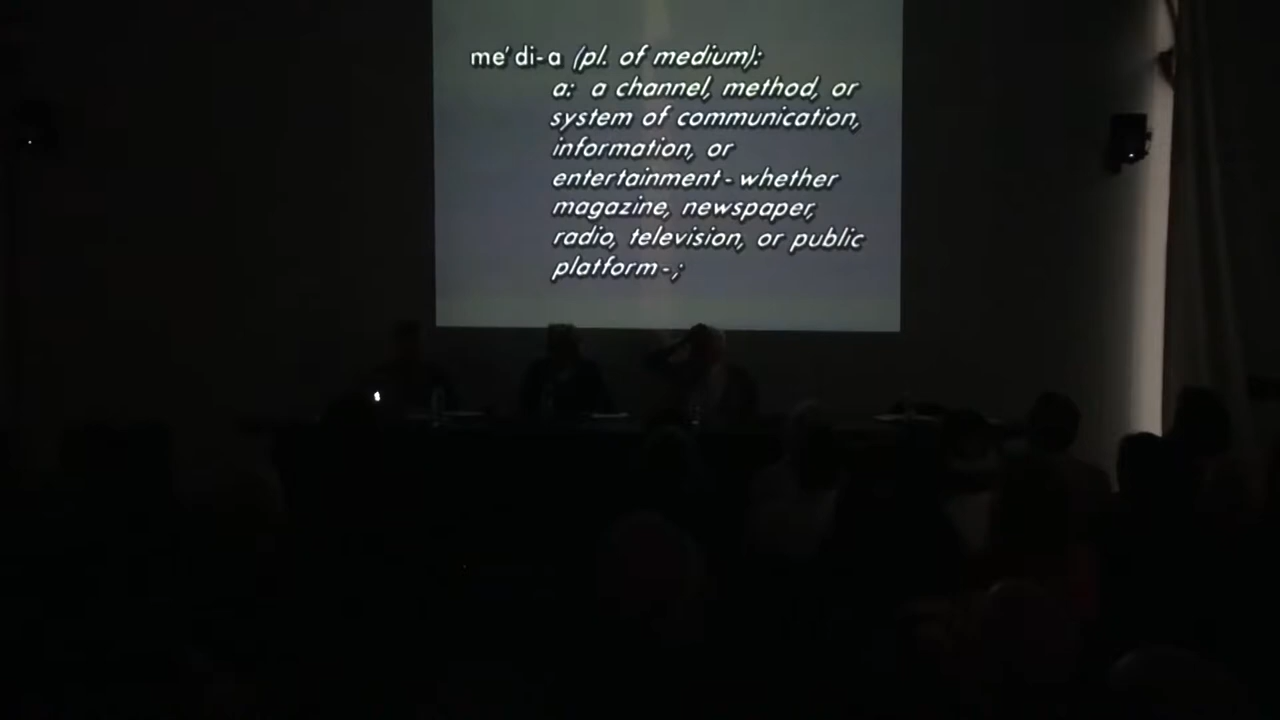 me' di-a (pl. of medium):
a: a channel, method, or
system of communication,
information, or
entertainment - whether
magazine, newspaper,
radio, television, or public
platform - ;